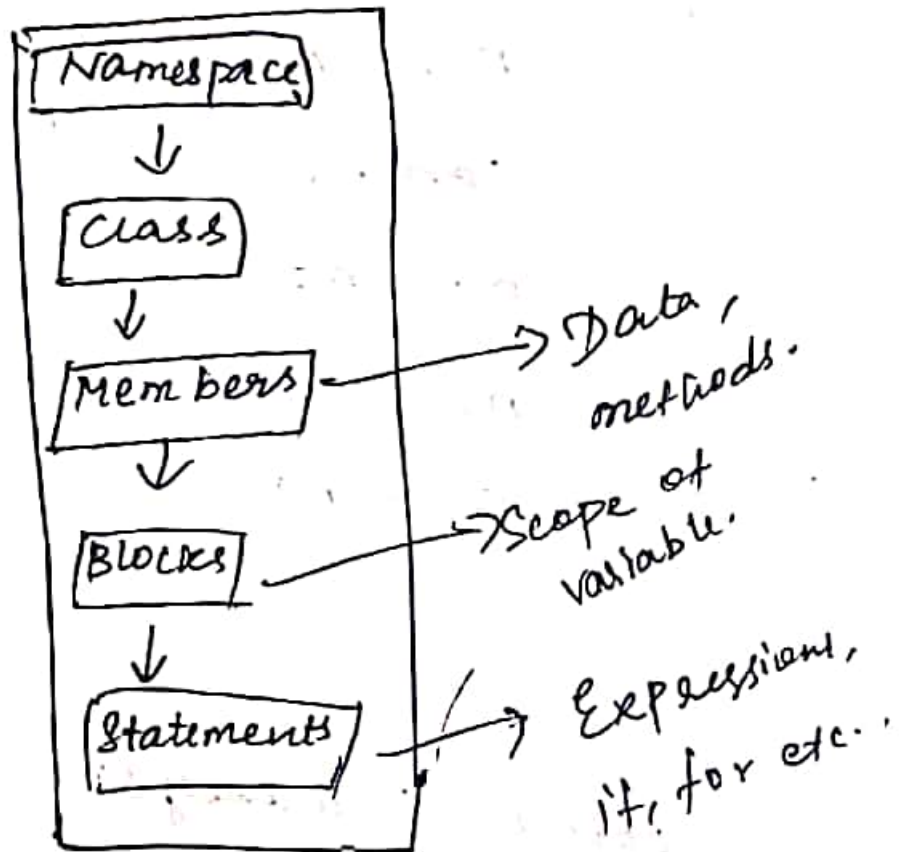 Namespace
Class
Members
Data,
methods.
Blocks
Scope of
variable.
Statements
Expressions,
if, for etc..